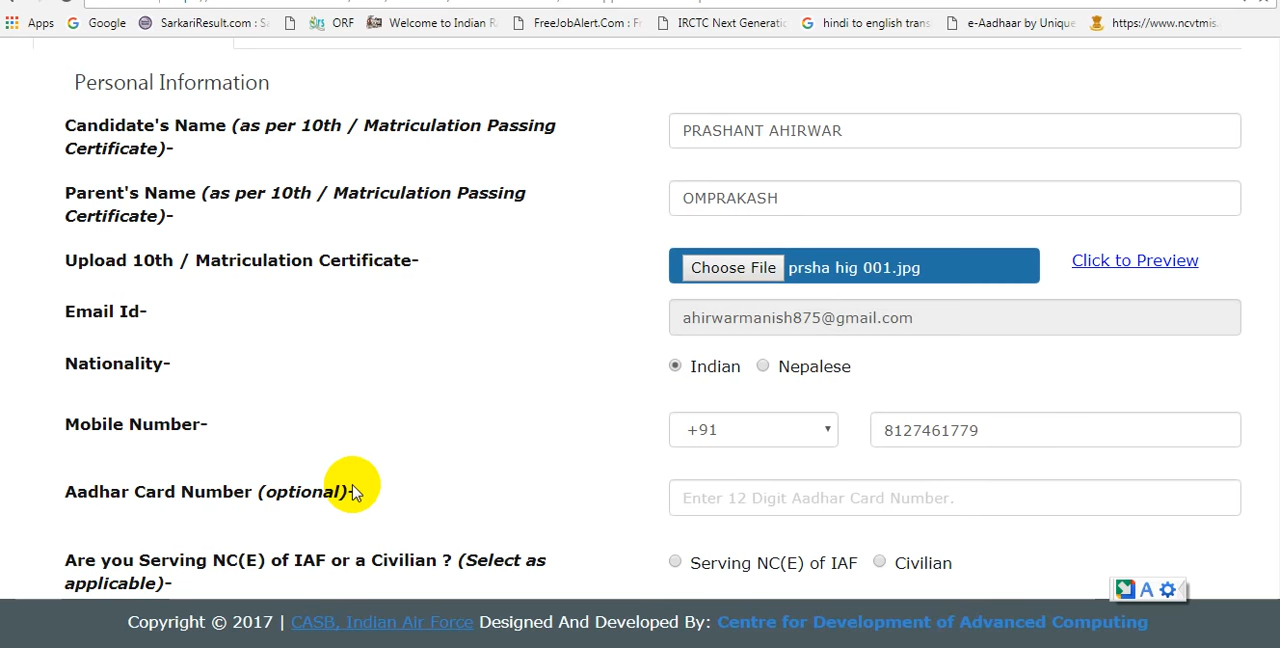 Apps Google SarkariResult.com : Sa ORF Welcome to Indian R FreeJobAlert.Com : Fr IRCTC Next Generatio hindi to english trans e-Aadhaar by Unique https://www.ncvtmis.
Personal Information
Candidate's Name (as per 10th / Matriculation Passing Certificate)-
PRASHANT AHIRWAR
Parent's Name (as per 10th / Matriculation Passing Certificate)-
OMPRAKASH
Upload 10th / Matriculation Certificate-
Choose File prsha hig 001.jpg Click to Preview
Email Id-
ahirwarmanish875@gmail.com
Nationality-
Indian Nepalese
Mobile Number-
+91 8127461779
Aadhar Card Number (optional)-
Enter 12 Digit Aadhar Card Number.
Are you Serving NC(E) of IAF or a Civilian ? (Select as applicable)-
Serving NC(E) of IAF Civilian
A
Copyright © 2017 | CASB, Indian Air Force Designed And Developed By: Centre for Development of Advanced Computing